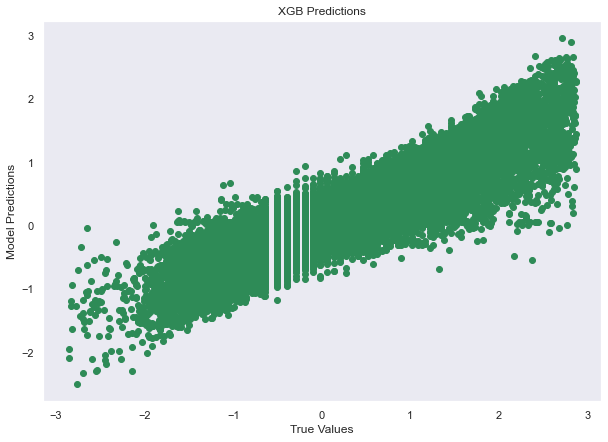 XGB Predictions
3
2
1
0
−1
−2
Model Predictions
−3 −2 −1 0 1 2 3
True Values